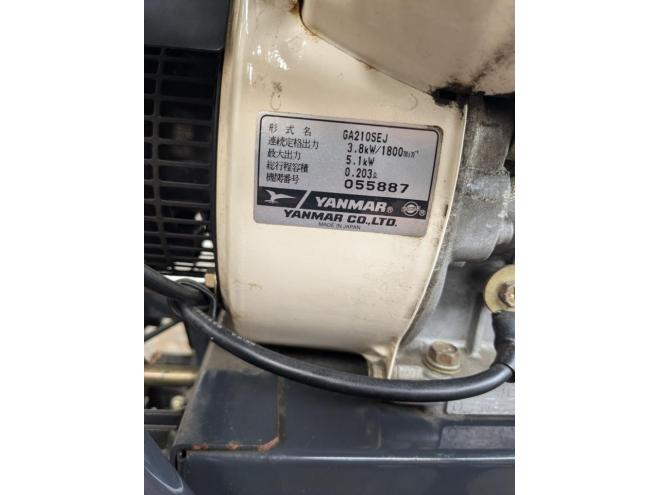 形式名 GA210SEJ
連続定格出力 3.8kW/1800min⁻¹
最大出力 5.1kW
総行程容積 0.203ℓ
機関番号 055887
YANMAR®
YANMAR CO.,LTD.
MADE IN JAPAN